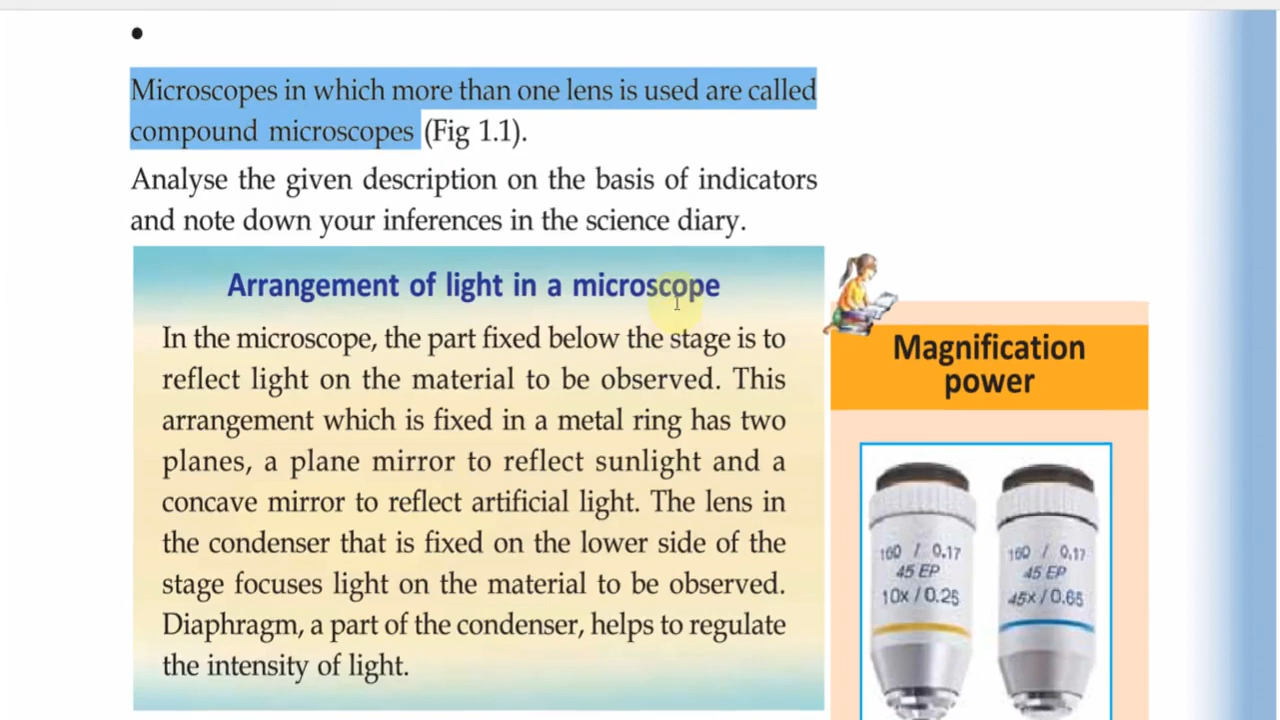 •
Microscopes in which more than one lens is used are called
compound microscopes (Fig 1.1).
Analyse the given description on the basis of indicators
and note down your inferences in the science diary.
Arrangement of light in a microscope
In the microscope, the part fixed below the stage is to
reflect light on the material to be observed. This
arrangement which is fixed in a metal ring has two
planes, a plane mirror to reflect sunlight and a
concave mirror to reflect artificial light. The lens in
the condenser that is fixed on the lower side of the
stage focuses light on the material to be observed.
Diaphragm, a part of the condenser, helps to regulate
the intensity of light.
Magnification
power
160 / 0.17
45 EP
10x / 0.25
160 / 0.17
45 EP
45x / 0.65